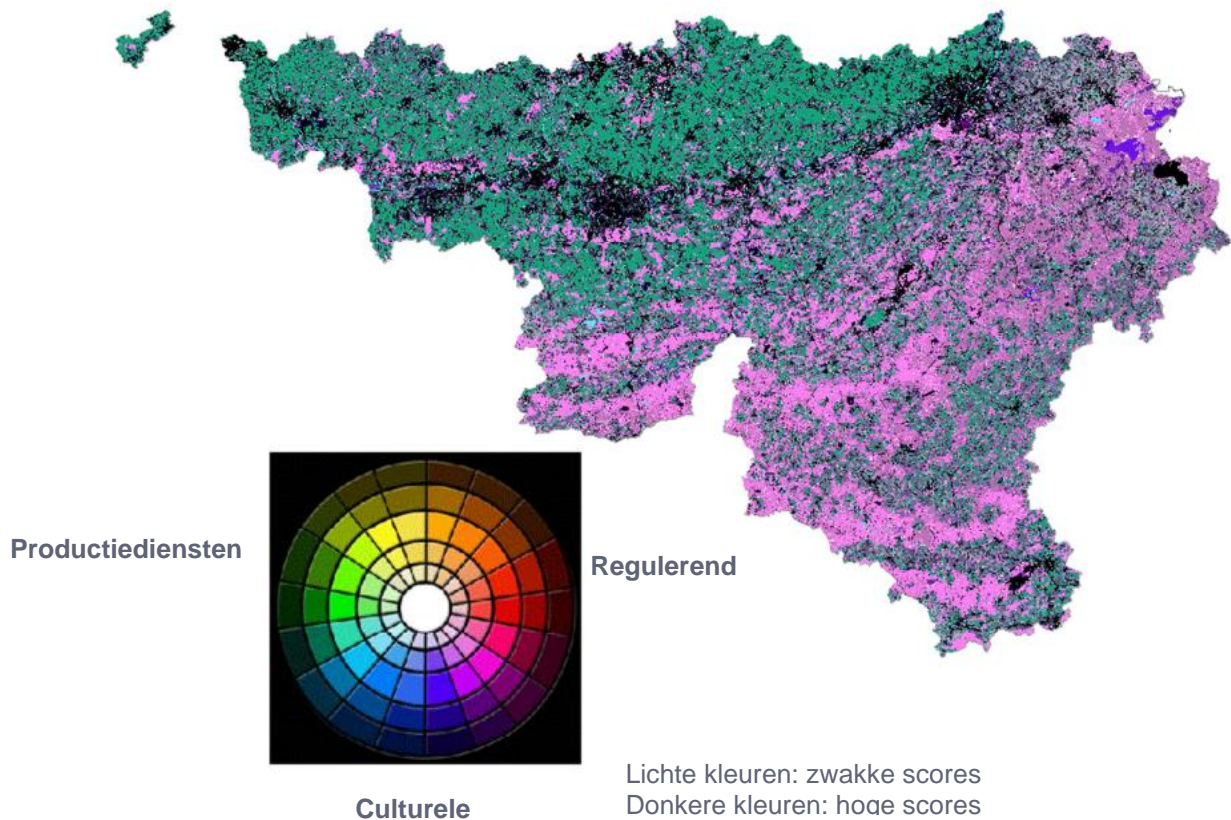 Productiediensten
Regulerend
Culturele
Lichte kleuren: zwakke scores
Donkere kleuren: hoge scores